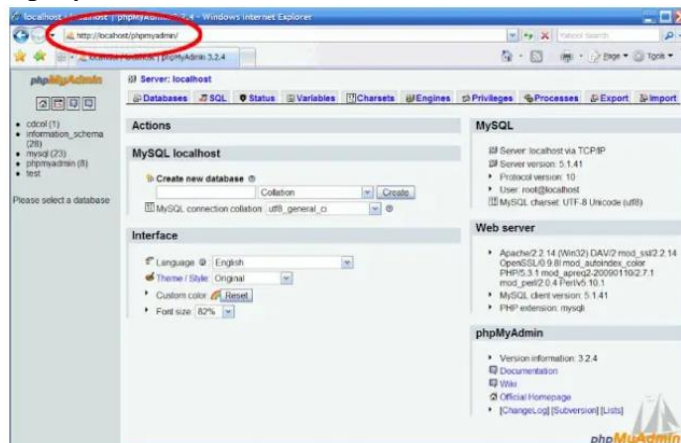 localhost / localhost | phpMyAdmin 3.2.4 - Windows Internet Explorer
http://localhost/phpmyadmin/
Yahoo! Search
localhost / localhost | phpMyAdmin 3.2.4
Page
Tools
phpMyAdmin
cdcol (1)
information_schema
(28)
mysql (23)
phpmyadmin (8)
test
Please select a database
Server: localhost
Databases SQL Status Variables Charsets Engines Privileges Processes Export Import
Actions
MySQL localhost
Create new database
Collation Create
MySQL connection collation: utf8_general_ci
Interface
Language: English
Theme / Style: Original
Custom color: Reset
Font size: 82%
MySQL
Server: localhost via TCP/IP
Server version: 5.1.41
Protocol version: 10
User: root@localhost
MySQL charset: UTF-8 Unicode (utf8)
Web server
Apache/2.2.14 (Win32) DAV/2 mod_ssl/2.2.14
OpenSSL/0.9.8l mod_autoindex_color
PHP/5.3.1 mod_apreq2-20090110/2.7.1
mod_perl/2.0.4 Perl/v5.10.1
MySQL client version: 5.1.41
PHP extension: mysqli
phpMyAdmin
Version information: 3.2.4
Documentation
Wiki
Official Homepage
[ChangeLog] [Subversion] [Lists]
phpMyAdmin